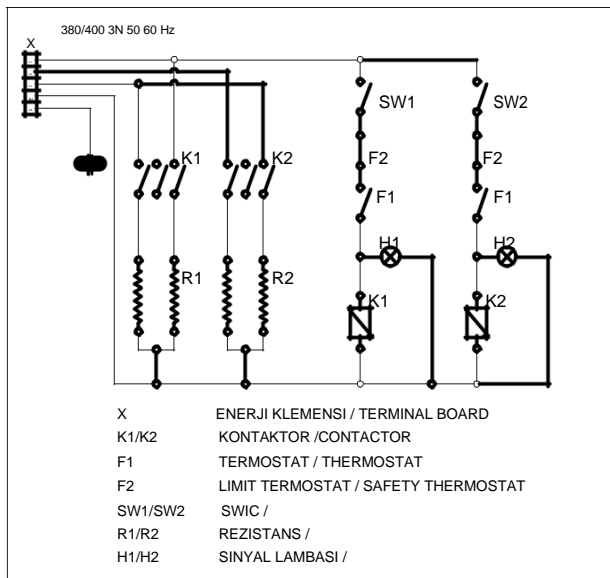 380/400 3N 50 60 Hz
X
SW1 SW2
F2 F2
K1 K2
F1 F1
H1 H2
R1 R2
K1 K2
X ENERJI KLEMENSI / TERMINAL BOARD
K1/K2 KONTAKTOR /CONTACTOR
F1 TERMOSTAT / THERMOSTAT
F2 LIMIT TERMOSTAT / SAFETY THERMOSTAT
SW1/SW2 SWIC /
R1/R2 REZISTANS /
H1/H2 SINYAL LAMBASI /